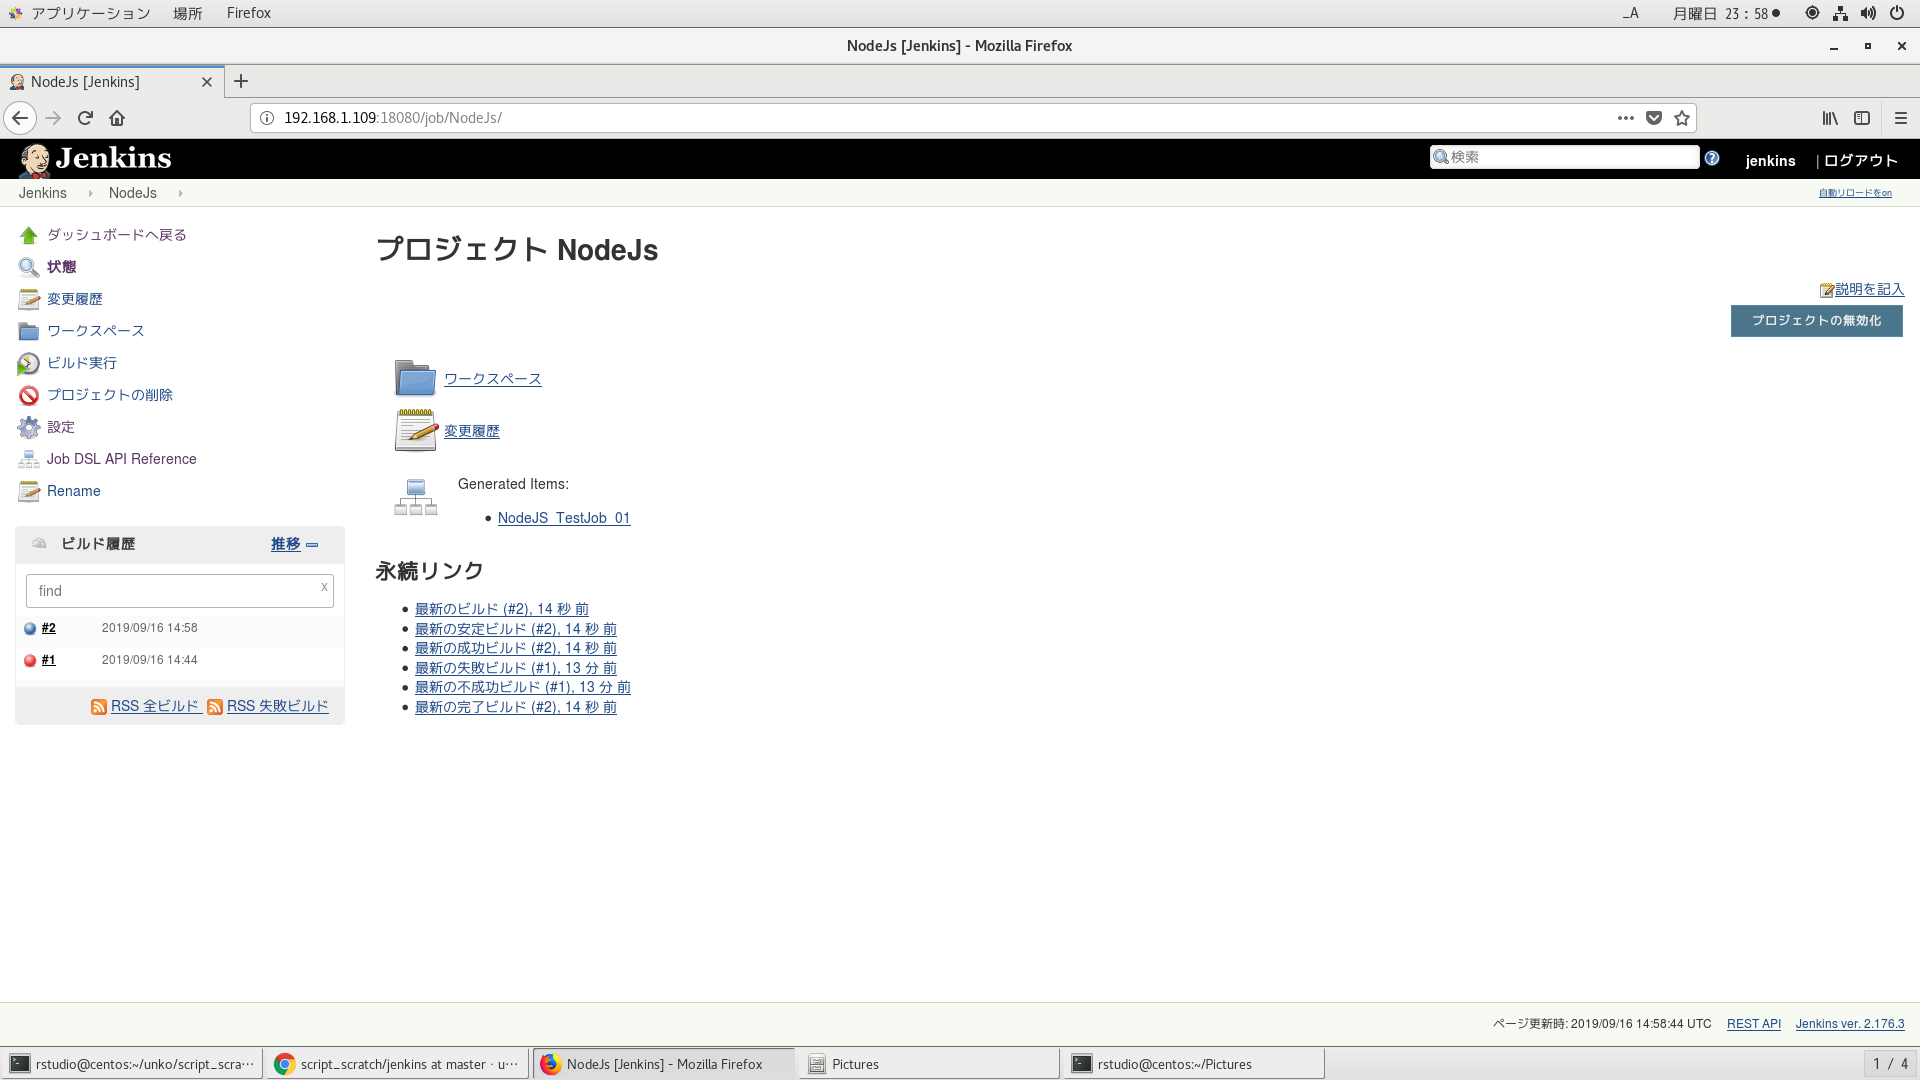 アプリケーション 場所 Firefox _A 月曜日 23 : 58
NodeJs [Jenkins] - Mozilla Firefox
NodeJs [Jenkins]
192.168.1.109:18080/job/NodeJs/
Jenkins 検索 jenkins | ログアウト
Jenkins NodeJs 自動リロードをon
ダッシュボードへ戻る
状態
変更履歴
ワークスペース
ビルド実行
プロジェクトの削除
設定
Job DSL API Reference
Rename
ビルド履歴 推移
find x
#2 2019/09/16 14:58
#1 2019/09/16 14:44
RSS 全ビルド RSS 失敗ビルド
プロジェクト NodeJs
説明を記入
プロジェクトの無効化
ワークスペース
変更履歴
Generated Items:
NodeJS_TestJob_01
永続リンク
最新のビルド (#2), 14 秒 前
最新の安定ビルド (#2), 14 秒 前
最新の成功ビルド (#2), 14 秒 前
最新の失敗ビルド (#1), 13 分 前
最新の不成功ビルド (#1), 13 分 前
最新の完了ビルド (#2), 14 秒 前
ページ更新時: 2019/09/16 14:58:44 UTC REST API Jenkins ver. 2.176.3
rstudio@centos:~/unko/script_scra… script_scratch/jenkins at master · u… NodeJs [Jenkins] - Mozilla Firefox Pictures rstudio@centos:~/Pictures 1 / 4